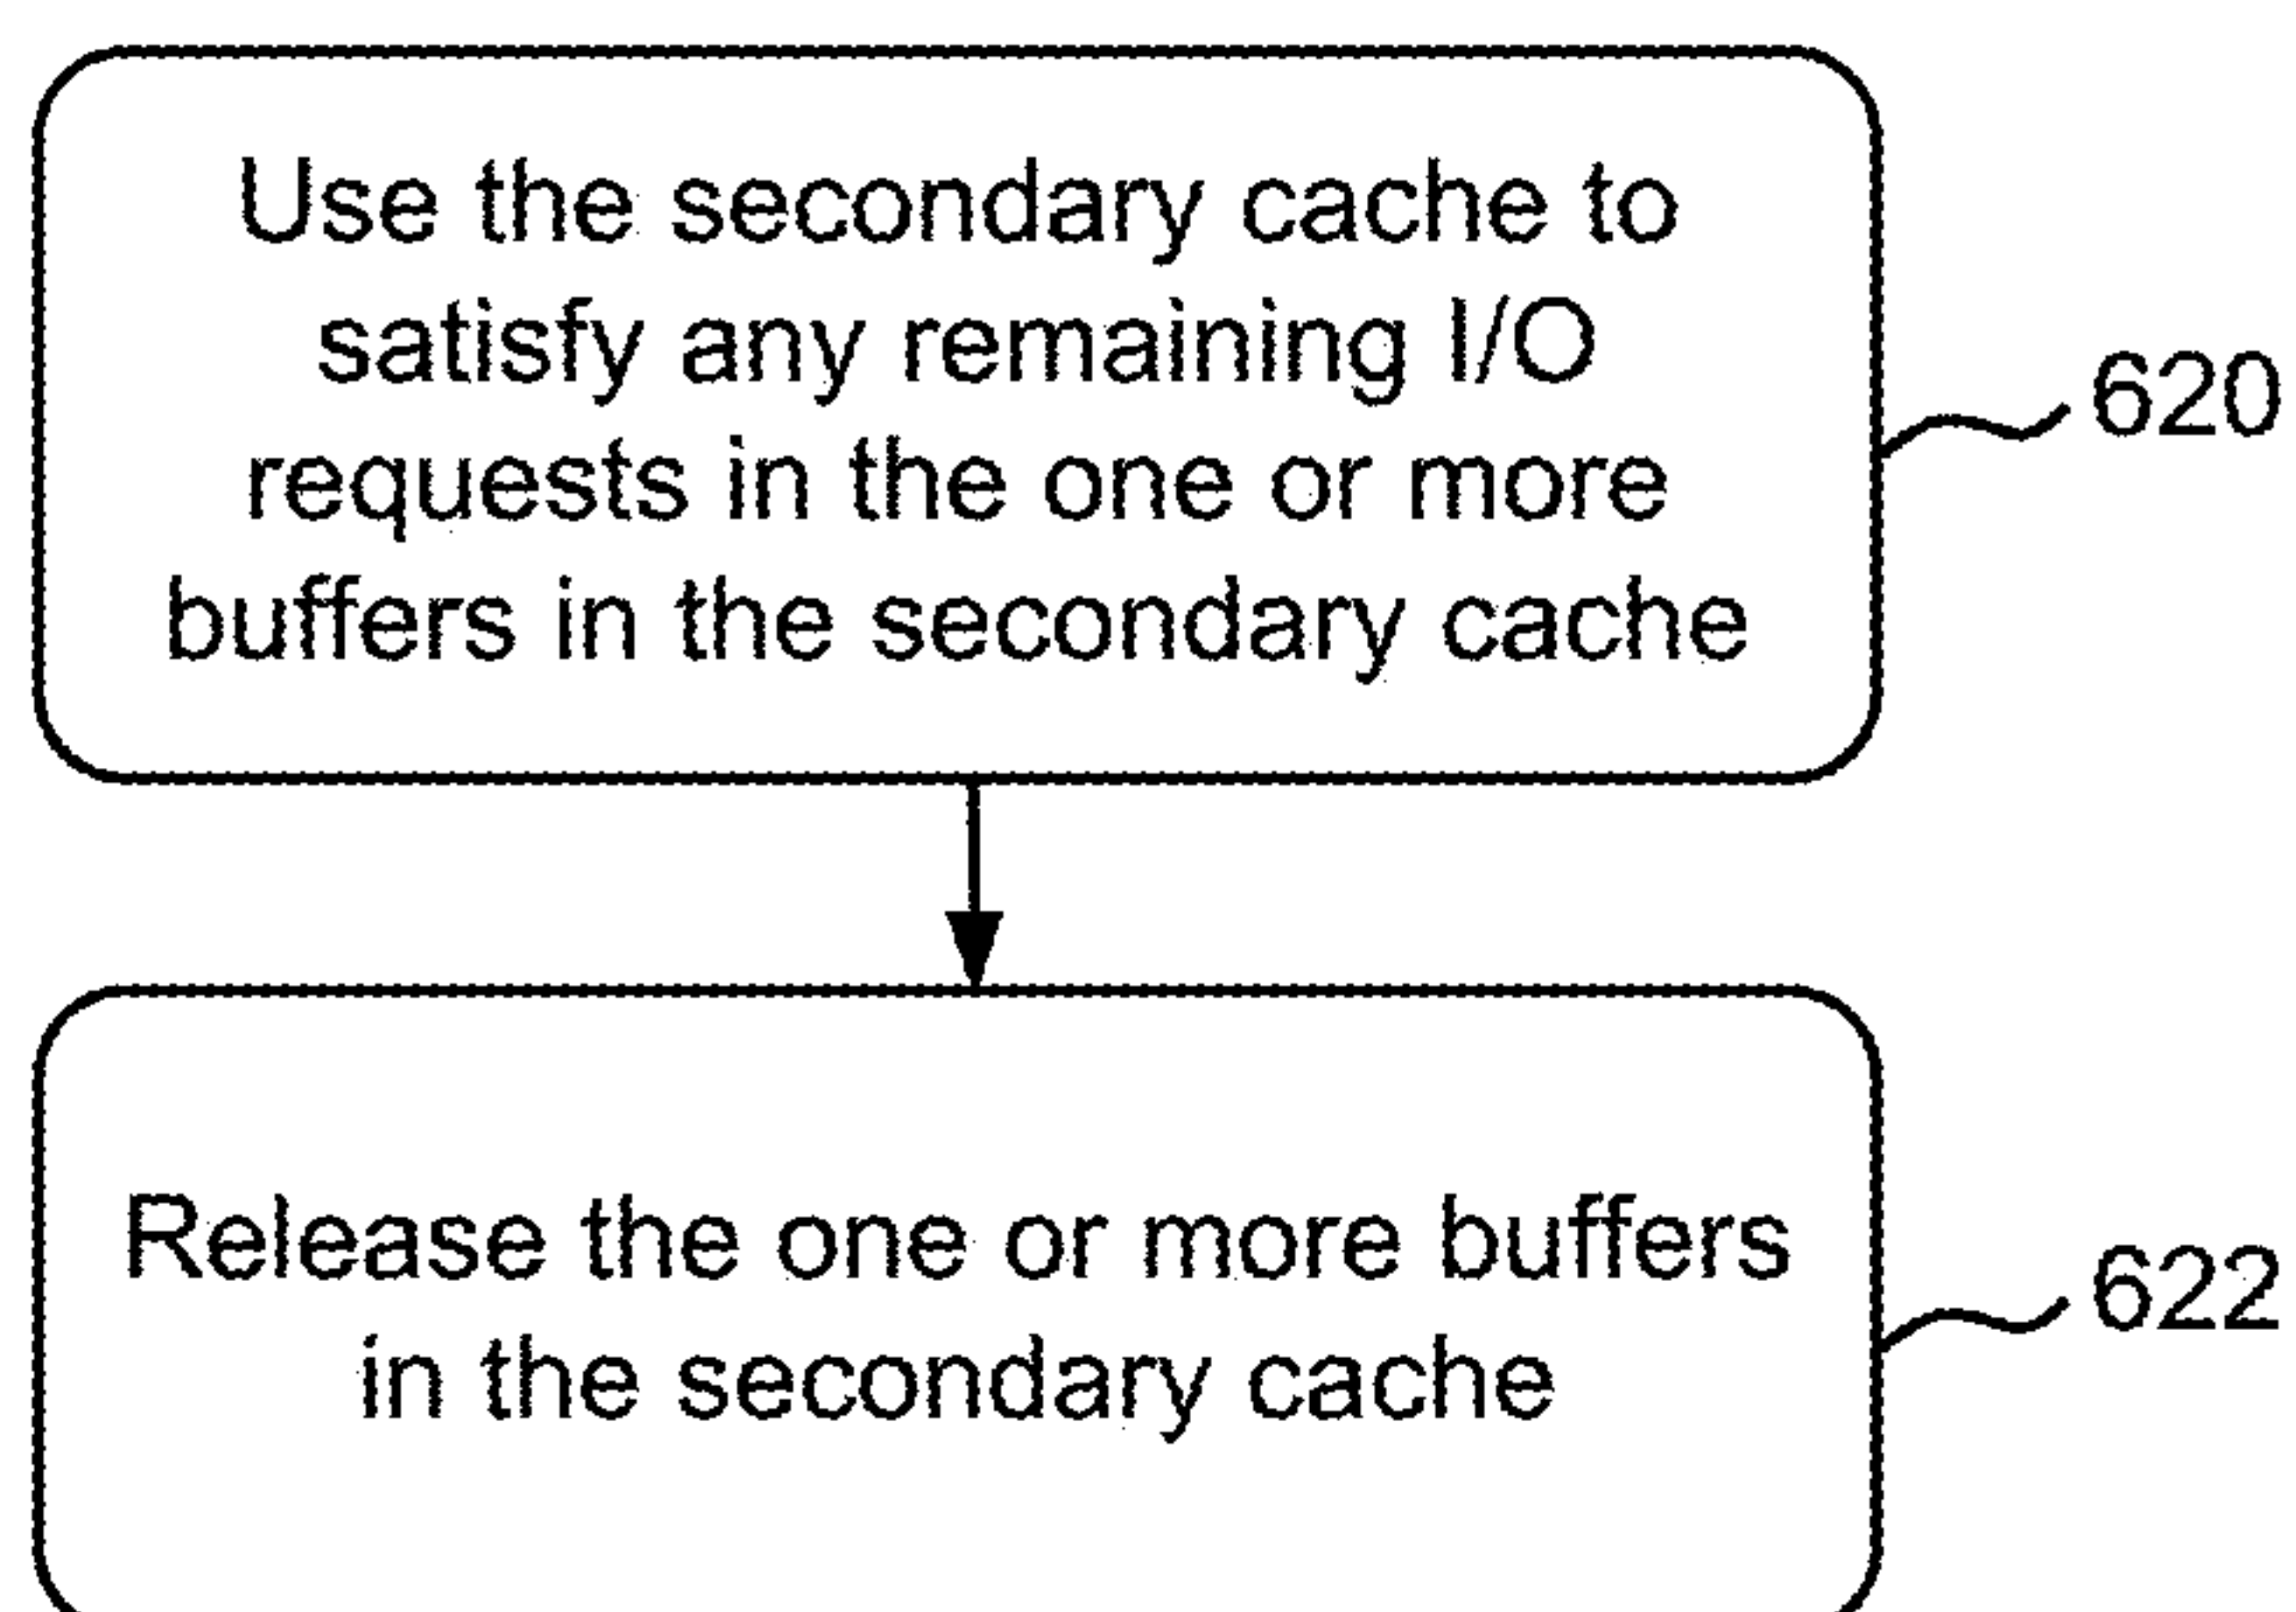 Use the secondary cache to
satisfy any remaining I/O
requests in the one or more
buffers in the secondary cache
620
Release the one or more buffers
in the secondary cache
622